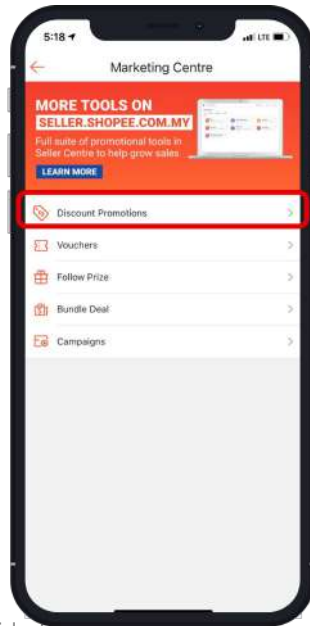 5:18
LTE
Marketing Centre
MORE TOOLS ON
SELLER.SHOPEE.COM.MY
Full suite of promotional tools in
Seller Centre to help grow sales
LEARN MORE
Discount Promotions
Vouchers
Follow Prize
Bundle Deal
Campaigns